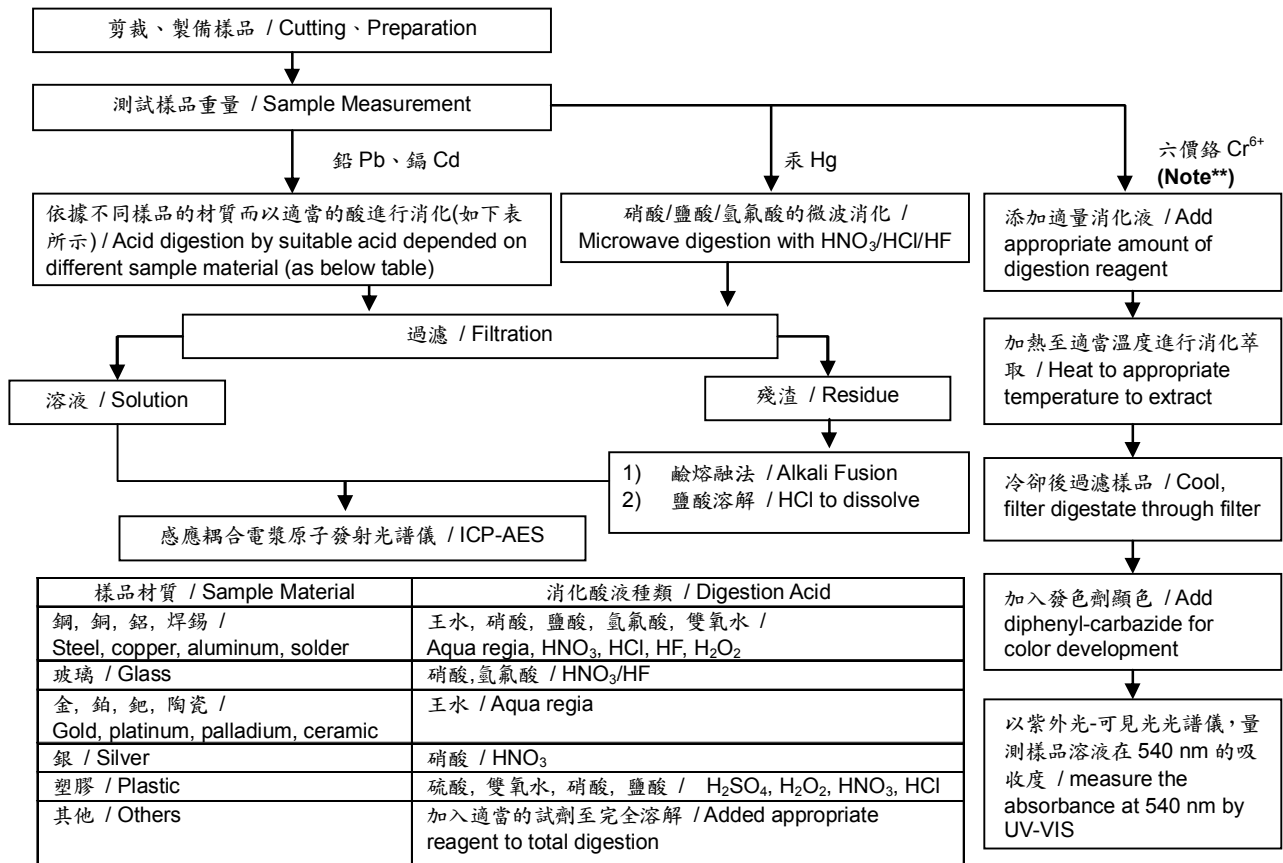 剪裁、製備樣品 / Cutting、Preparation
測試樣品重量 / Sample Measurement
鉛 Pb、鎘 Cd
汞 Hg
六價鉻 Cr6+
(Note**)
依據不同樣品的材質而以適當的酸進行消化(如下表
所示) / Acid digestion by suitable acid depended on
different sample material (as below table)
硝酸/鹽酸/氫氟酸的微波消化 /
Microwave digestion with HNO3/HCl/HF
添加適量消化液 / Add
appropriate amount of
digestion reagent
過濾 / Filtration
加熱至適當溫度進行消化萃
取 / Heat to appropriate
temperature to extract
溶液 / Solution
殘渣 / Residue
1) 鹼熔融法 / Alkali Fusion
2) 鹽酸溶解 / HCl to dissolve
冷卻後過濾樣品 / Cool,
filter digestate through filter
感應耦合電漿原子發射光譜儀 / ICP-AES
加入發色劑顯色 / Add
diphenyl-carbazide for
color development
以紫外光-可見光光譜儀，量
測樣品溶液在 540 nm 的吸
收度 / measure the
absorbance at 540 nm by
UV-VIS
樣品材質 / Sample Material
消化酸液種類 / Digestion Acid
鋼, 銅, 鋁, 焊錫 /
Steel, copper, aluminum, solder
王水, 硝酸, 鹽酸, 氫氟酸, 雙氧水 /
Aqua regia, HNO3, HCl, HF, H2O2
玻璃 / Glass
硝酸,氫氟酸 / HNO3/HF
金, 鉑, 鈀, 陶瓷 /
Gold, platinum, palladium, ceramic
王水 / Aqua regia
銀 / Silver
硝酸 / HNO3
塑膠 / Plastic
硫酸, 雙氧水, 硝酸, 鹽酸 / H2SO4, H2O2, HNO3, HCl
其他 / Others
加入適當的試劑至完全溶解 / Added appropriate
reagent to total digestion